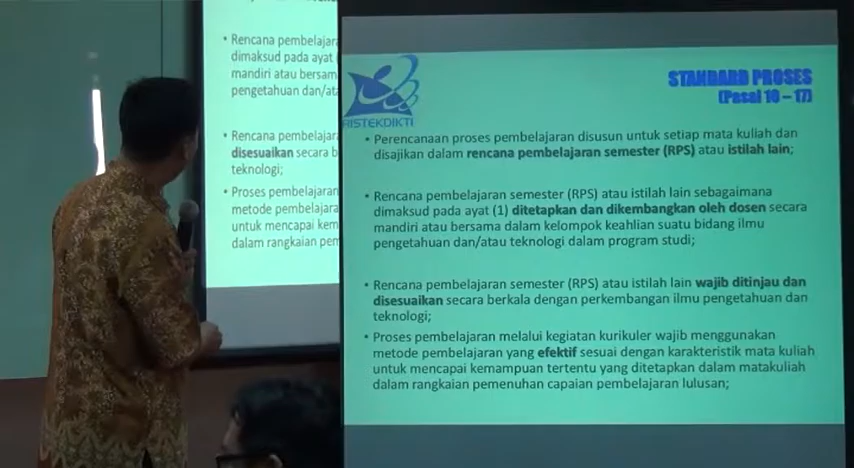 • Rencana pembelajar
dimaksud pada ayat
mandiri atau bersam
pengetahuan dan/ata
• Rencana pembelajar
disesuaikan secara b
teknologi;
• Proses pembelajaran
metode pembelajara
untuk mencapai kem
dalam rangkaian pem
RISTEKDIKTI
STANDARD PROSES
(Pasal 10 – 17)
• Perencanaan proses pembelajaran disusun untuk setiap mata kuliah dan
disajikan dalam rencana pembelajaran semester (RPS) atau istilah lain;
• Rencana pembelajaran semester (RPS) atau istilah lain sebagaimana
dimaksud pada ayat (1) ditetapkan dan dikembangkan oleh dosen secara
mandiri atau bersama dalam kelompok keahlian suatu bidang ilmu
pengetahuan dan/atau teknologi dalam program studi;
• Rencana pembelajaran semester (RPS) atau istilah lain wajib ditinjau dan
disesuaikan secara berkala dengan perkembangan ilmu pengetahuan dan
teknologi;
• Proses pembelajaran melalui kegiatan kurikuler wajib menggunakan
metode pembelajaran yang efektif sesuai dengan karakteristik mata kuliah
untuk mencapai kemampuan tertentu yang ditetapkan dalam matakuliah
dalam rangkaian pemenuhan capaian pembelajaran lulusan;